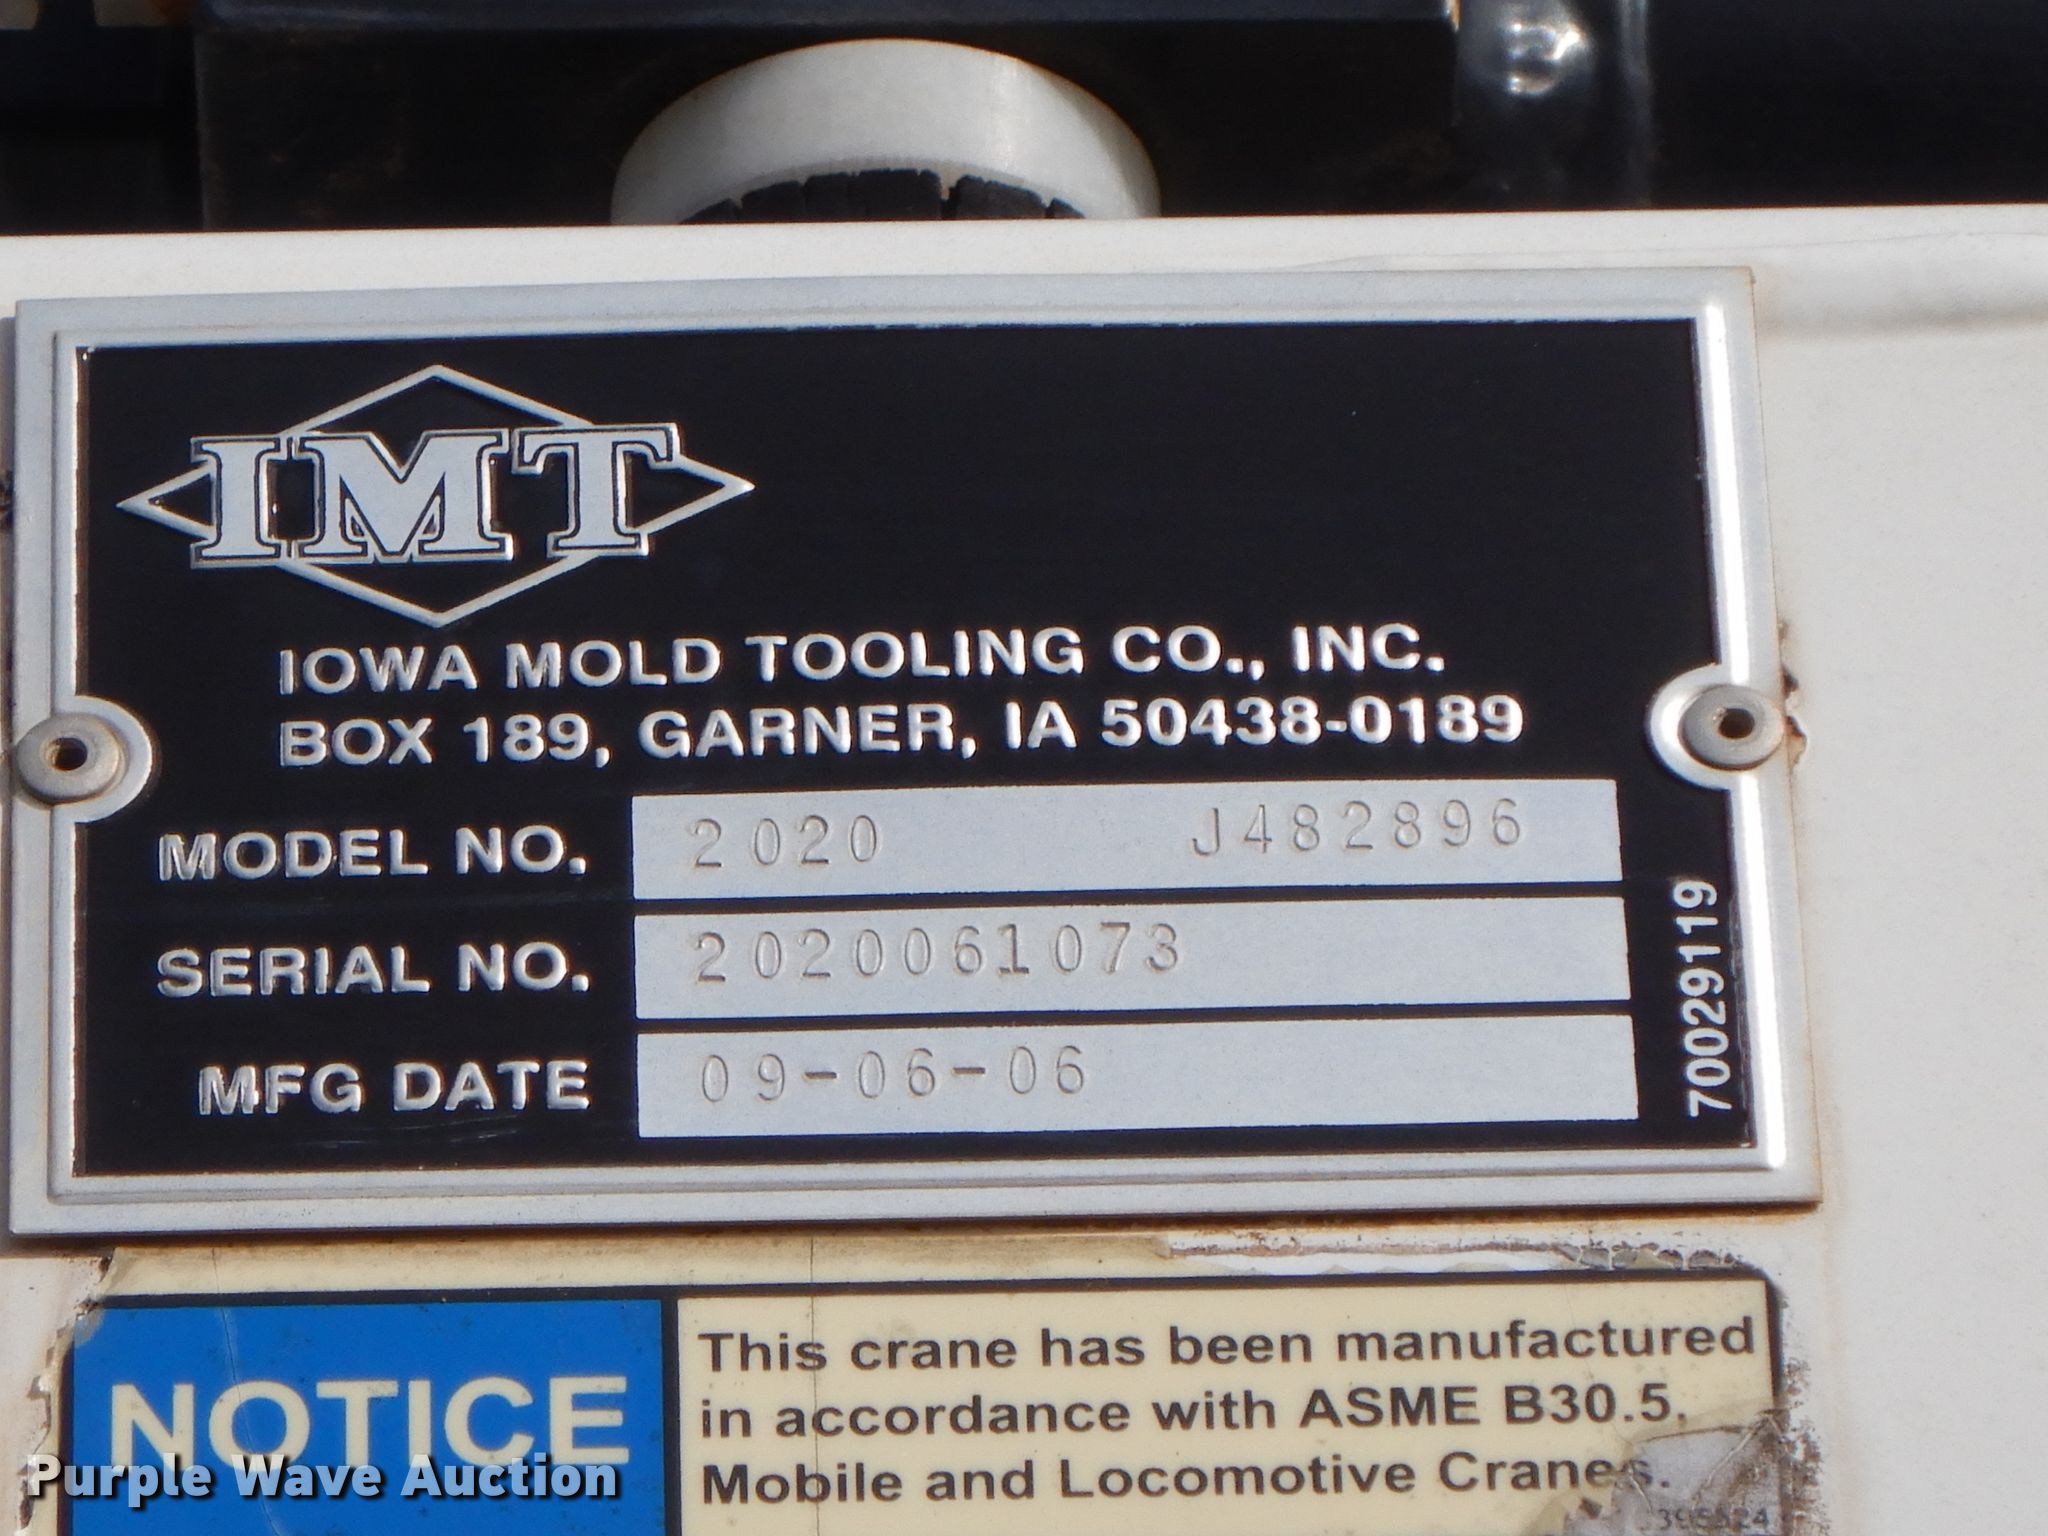 IMT
IOWA MOLD TOOLING CO., INC.
BOX 189, GARNER, IA 50438-0189
MODEL NO. 2020 J482896
SERIAL NO. 2020061073
MFG DATE 09-06-06
70029119
NOTICE
This crane has been manufactured
in accordance with ASME B30.5,
Mobile and Locomotive Cranes.
Purple Wave Auction